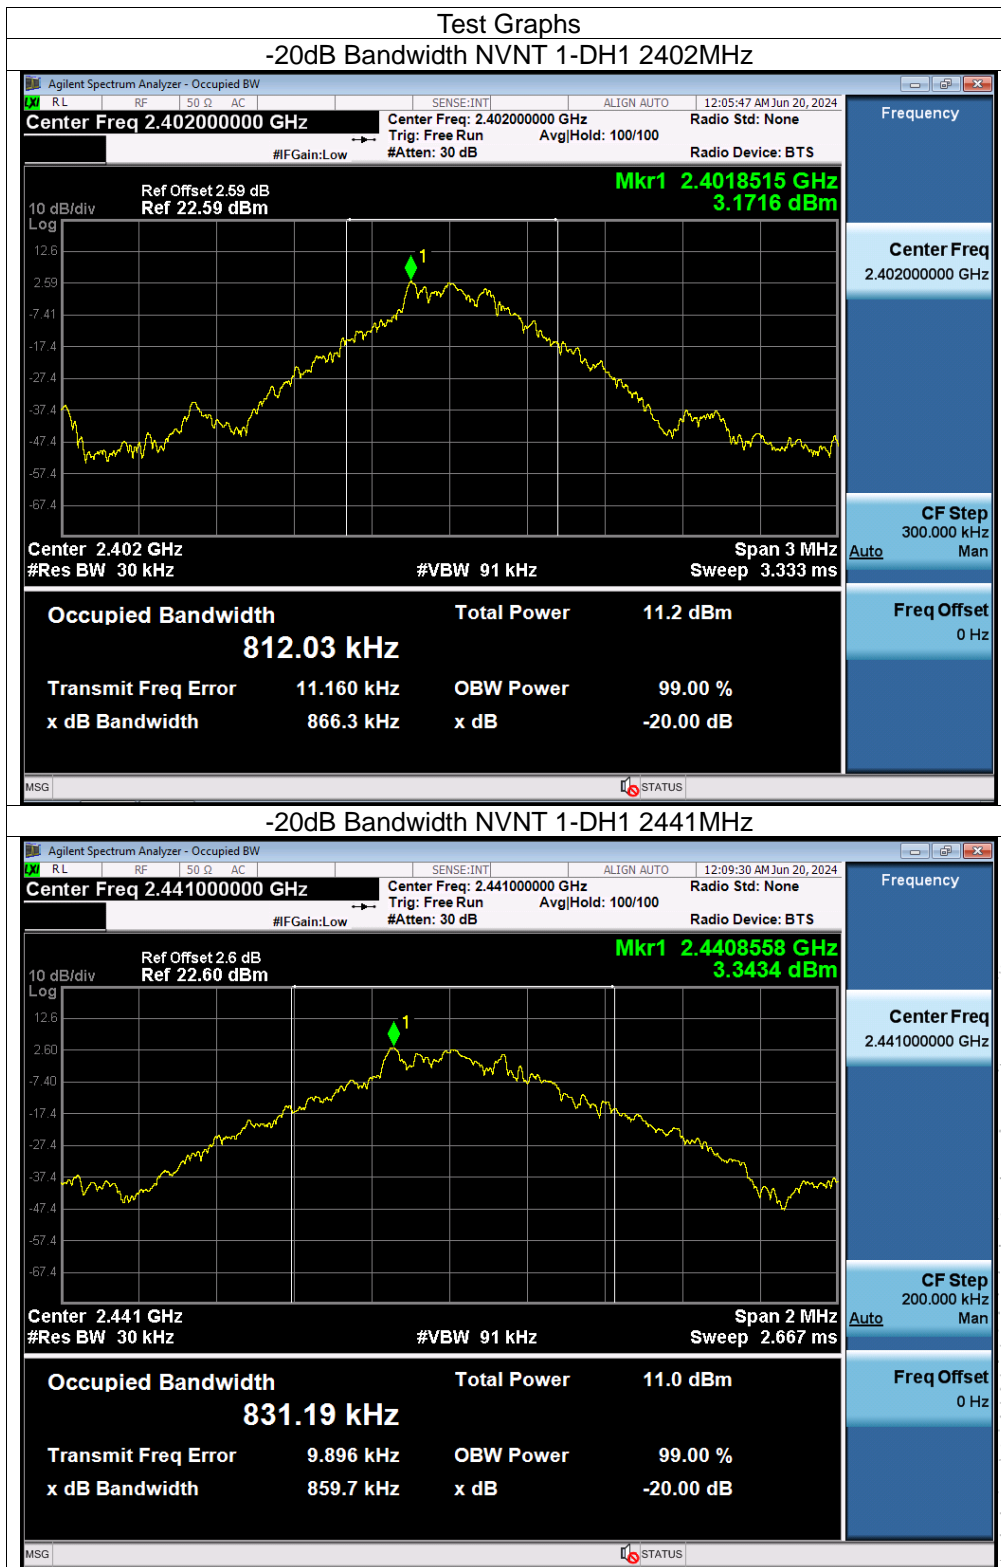 Test Graphs
-20dB Bandwidth NVNT 1-DH1 2402MHz
Agilent Spectrum Analyzer - Occupied BW
LXI RL RF 50 Ω AC SENSE:INT ALIGN AUTO 12:05:47 AM Jun 20, 2024
Center Freq 2.402000000 GHz Center Freq: 2.402000000 GHz Radio Std: None Frequency
Trig: Free Run Avg|Hold: 100/100
#IFGain:Low #Atten: 30 dB Radio Device: BTS
Mkr1 2.4018515 GHz
Ref Offset 2.59 dB 3.1716 dBm
10 dB/div Ref 22.59 dBm
Log
12.6 1 Center Freq
2.59 2.402000000 GHz
-7.41
-17.4
-27.4
-37.4
-47.4
-57.4
-67.4
CF Step
300.000 kHz
Center 2.402 GHz Span 3 MHz Auto Man
#Res BW 30 kHz #VBW 91 kHz Sweep 3.333 ms
Occupied Bandwidth Total Power 11.2 dBm Freq Offset
0 Hz
812.03 kHz
Transmit Freq Error 11.160 kHz OBW Power 99.00 %
x dB Bandwidth 866.3 kHz x dB -20.00 dB
MSG STATUS
-20dB Bandwidth NVNT 1-DH1 2441MHz
Agilent Spectrum Analyzer - Occupied BW
LXI RL RF 50 Ω AC SENSE:INT ALIGN AUTO 12:09:30 AM Jun 20, 2024
Center Freq 2.441000000 GHz Center Freq: 2.441000000 GHz Radio Std: None Frequency
Trig: Free Run Avg|Hold: 100/100
#IFGain:Low #Atten: 30 dB Radio Device: BTS
Mkr1 2.4408558 GHz
Ref Offset 2.6 dB 3.3434 dBm
10 dB/div Ref 22.60 dBm
Log
12.6 1 Center Freq
2.60 2.441000000 GHz
-7.40
-17.4
-27.4
-37.4
-47.4
-57.4
-67.4
CF Step
200.000 kHz
Center 2.441 GHz Span 2 MHz Auto Man
#Res BW 30 kHz #VBW 91 kHz Sweep 2.667 ms
Occupied Bandwidth Total Power 11.0 dBm Freq Offset
0 Hz
831.19 kHz
Transmit Freq Error 9.896 kHz OBW Power 99.00 %
x dB Bandwidth 859.7 kHz x dB -20.00 dB
MSG STATUS